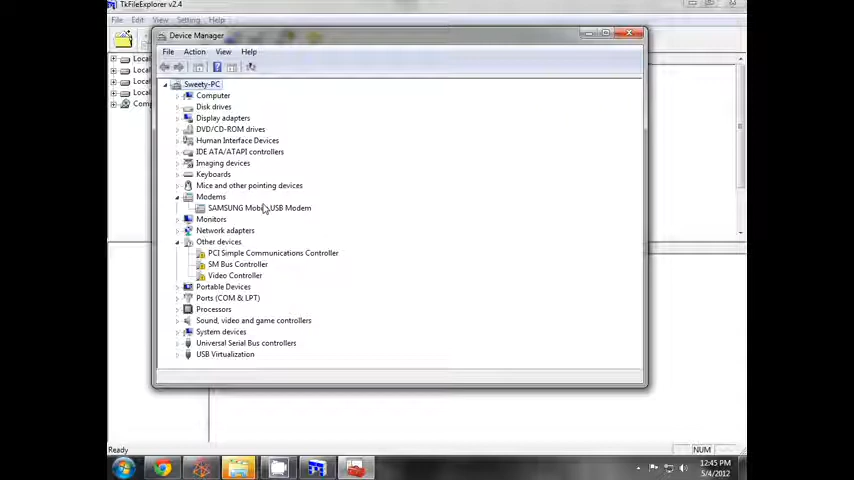 TkFileExplorer v2.4
File Edit View Setting Help
Device Manager
File Action View Help
Sweety-PC
Computer
Disk drives
Display adapters
DVD/CD-ROM drives
Human Interface Devices
IDE ATA/ATAPI controllers
Imaging devices
Keyboards
Mice and other pointing devices
Modems
SAMSUNG Mobile USB Modem
Monitors
Network adapters
Other devices
PCI Simple Communications Controller
SM Bus Controller
Video Controller
Portable Devices
Ports (COM & LPT)
Processors
Sound, video and game controllers
System devices
Universal Serial Bus controllers
USB Virtualization
Local
Local
Local
Local
Comp
Ready
NUM
12:45 PM
5/4/2012